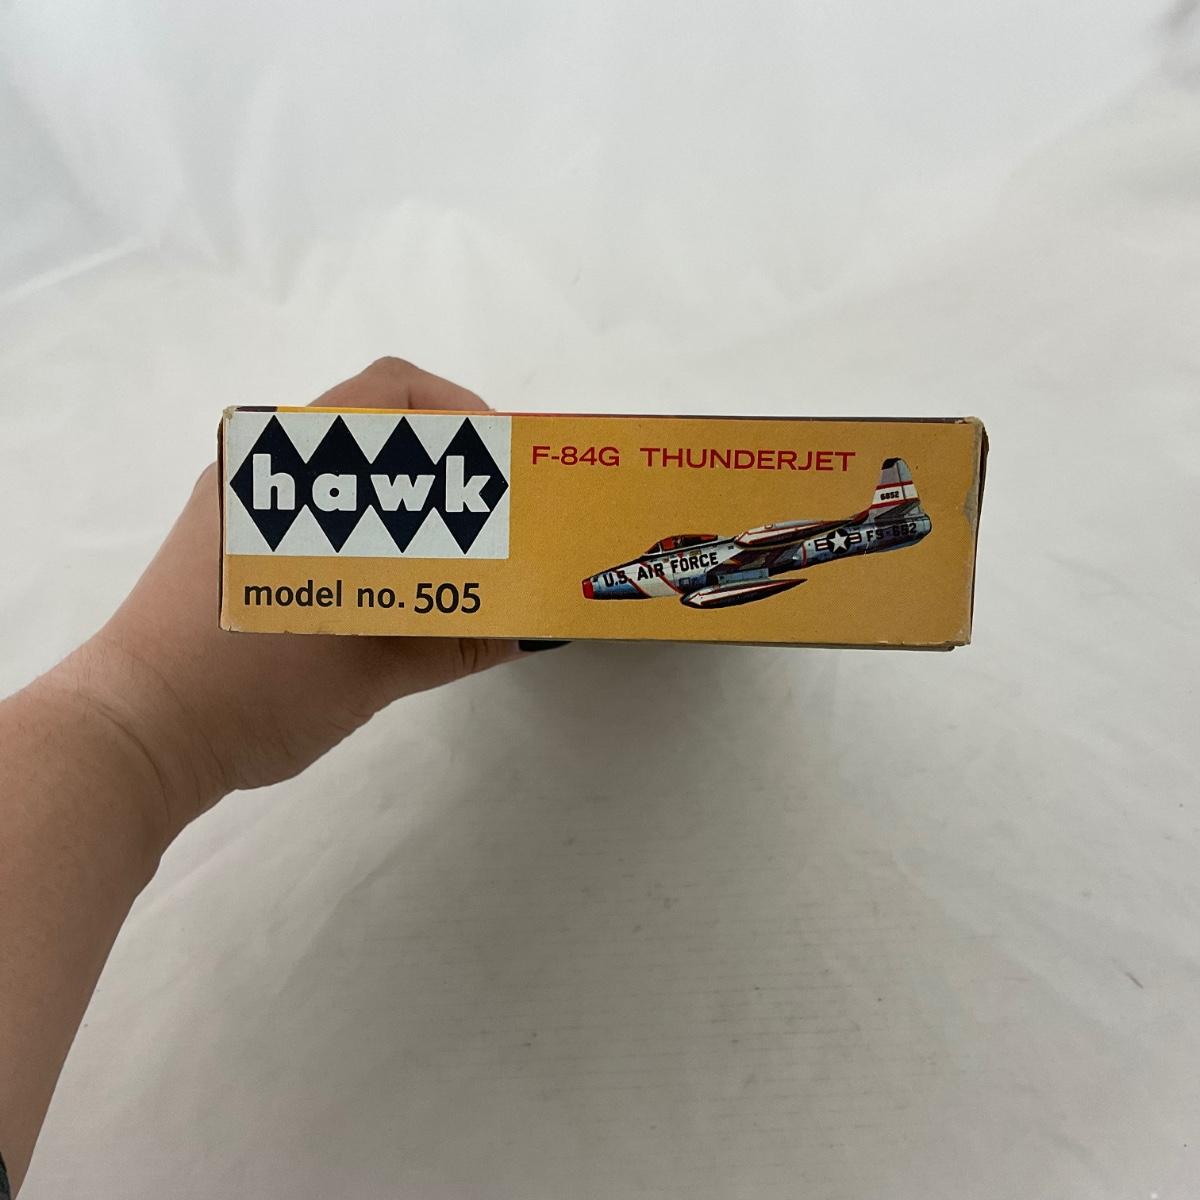 hawk
model no. 505
F-84G THUNDERJET
6852
U.S. AIR FORCE
FS-682